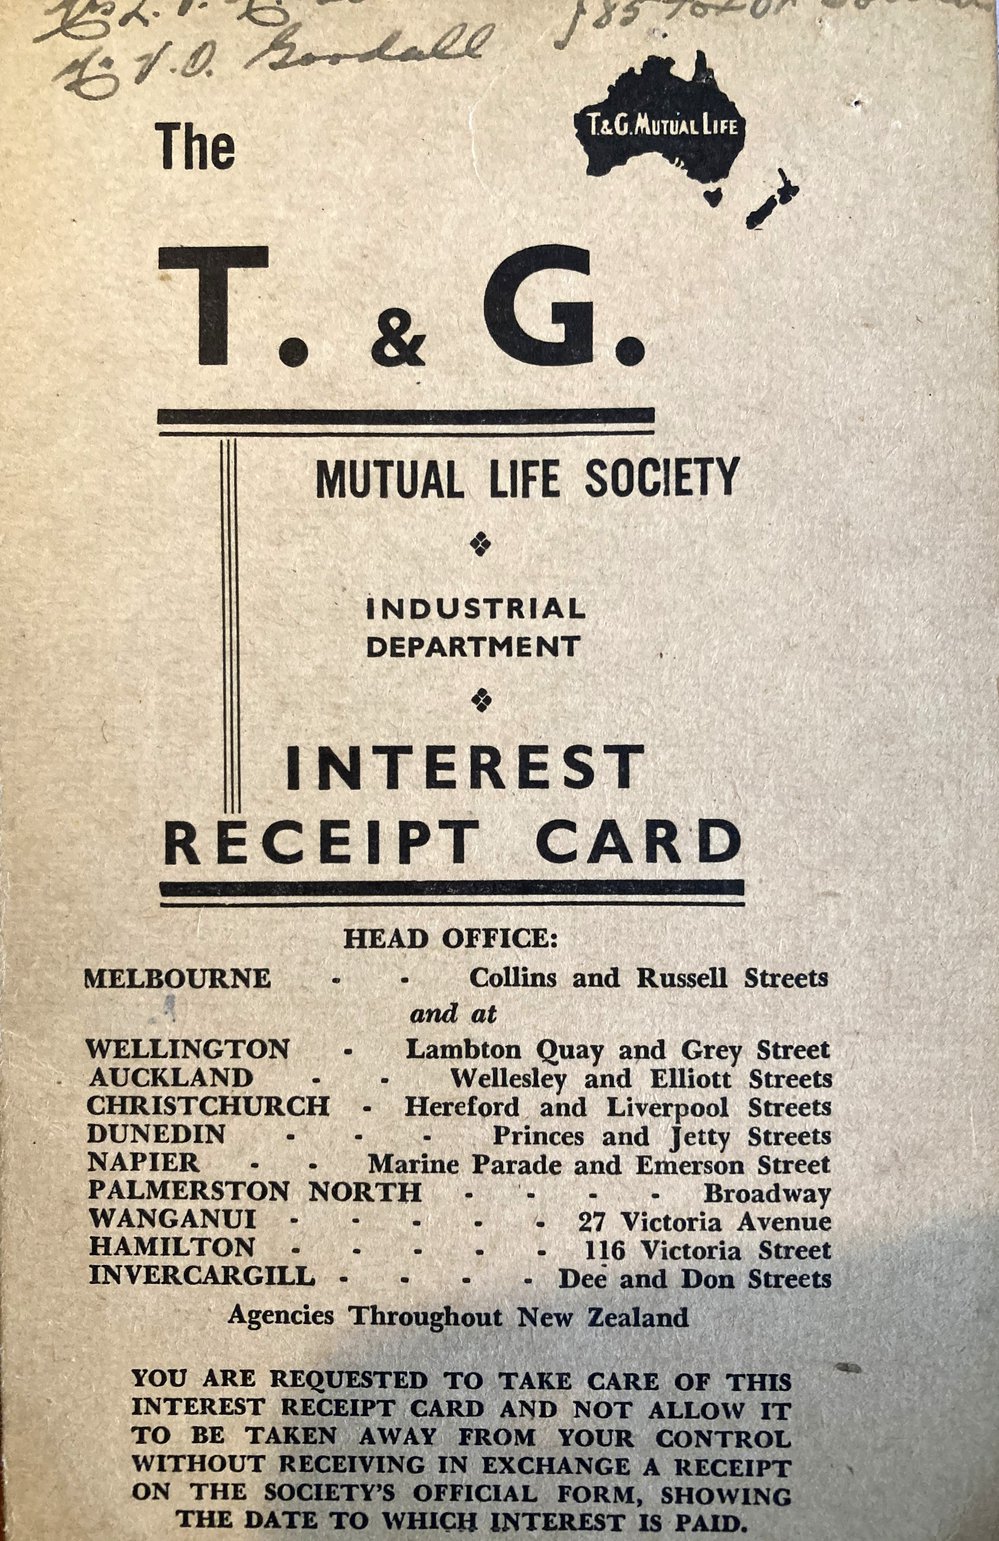 V. O. Goodall
T.&G. MUTUAL LIFE
The
T. & G.
MUTUAL LIFE SOCIETY
INDUSTRIAL
DEPARTMENT
INTEREST
RECEIPT CARD
HEAD OFFICE:
MELBOURNE - - Collins and Russell Streets
and at
WELLINGTON - Lambton Quay and Grey Street
AUCKLAND - - Wellesley and Elliott Streets
CHRISTCHURCH - Hereford and Liverpool Streets
DUNEDIN - - - Princes and Jetty Streets
NAPIER - - Marine Parade and Emerson Street
PALMERSTON NORTH - - - - Broadway
WANGANUI - - - - - 27 Victoria Avenue
HAMILTON - - - - - 116 Victoria Street
INVERCARGILL - - - - Dee and Don Streets
Agencies Throughout New Zealand
YOU ARE REQUESTED TO TAKE CARE OF THIS
INTEREST RECEIPT CARD AND NOT ALLOW IT
TO BE TAKEN AWAY FROM YOUR CONTROL
WITHOUT RECEIVING IN EXCHANGE A RECEIPT
ON THE SOCIETY'S OFFICIAL FORM, SHOWING
THE DATE TO WHICH INTEREST IS PAID.